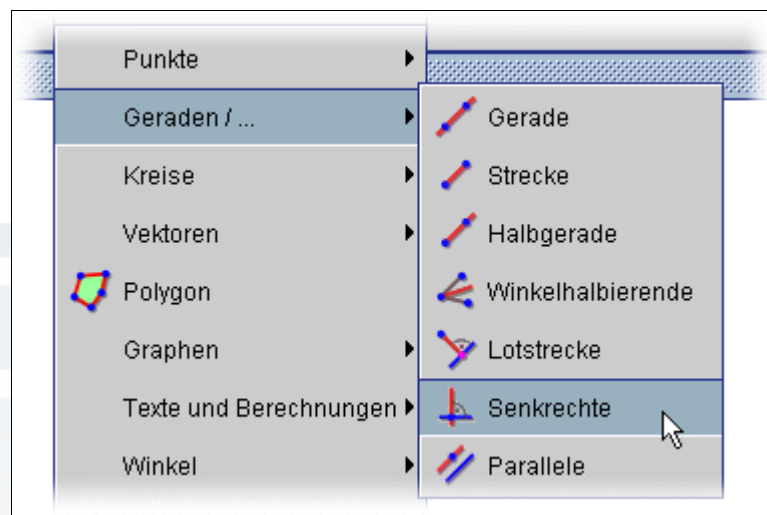 Punkte
Geraden / ...
Kreise
Vektoren
Polygon
Graphen
Texte und Berechnungen
Winkel
Gerade
Strecke
Halbgerade
Winkelhalbierende
Lotstrecke
Senkrechte
Parallele